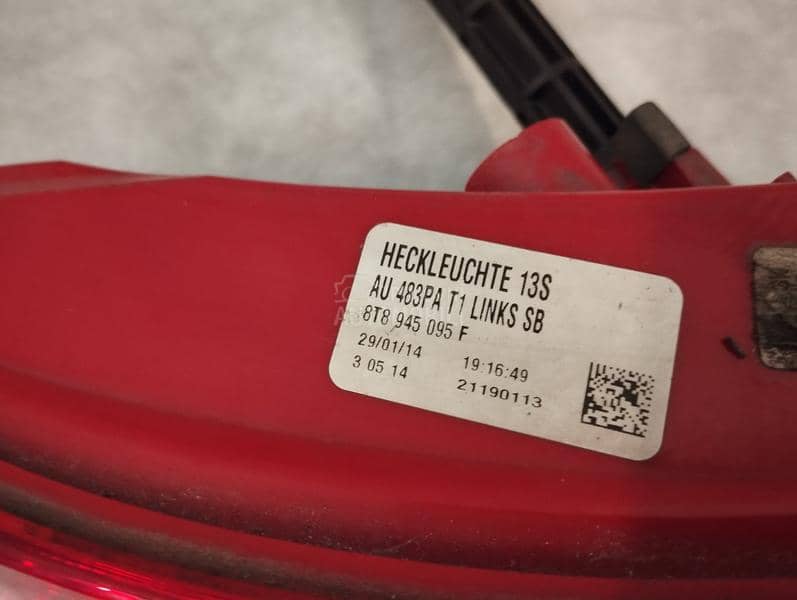 HECKLEUCHTE 13S
AU 483PA T1 LINKS SB
8T8 945 095 F
29/01/14 19:16:49
3 05 14 21190113